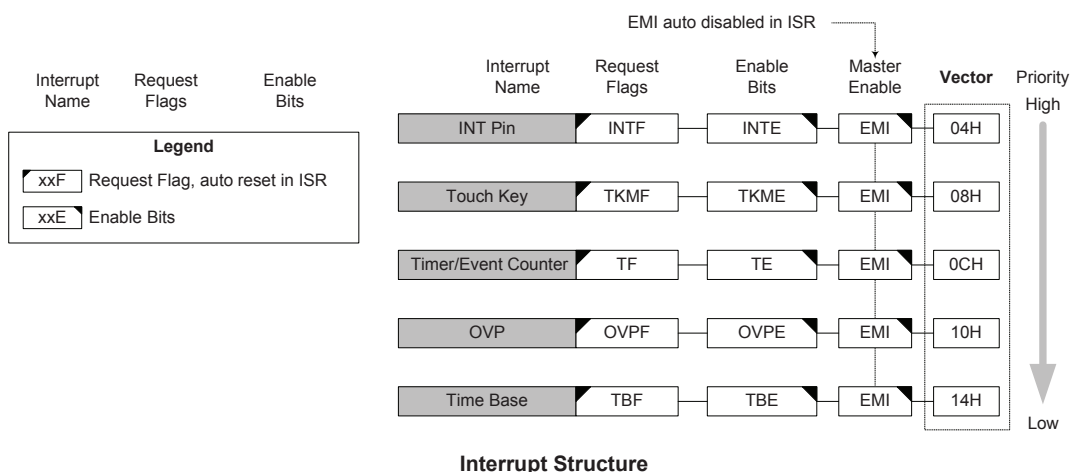 EMI auto disabled in ISR
Interrupt Name
Request Flags
Enable Bits
Legend
xxF Request Flag, auto reset in ISR
xxE Enable Bits
Interrupt Name
Request Flags
Enable Bits
Master Enable
Vector
Priority
High
INT Pin INTF INTE EMI 04H
Touch Key TKMF TKME EMI 08H
Timer/Event Counter TF TE EMI 0CH
OVP OVPF OVPE EMI 10H
Time Base TBF TBE EMI 14H
Low
Interrupt Structure